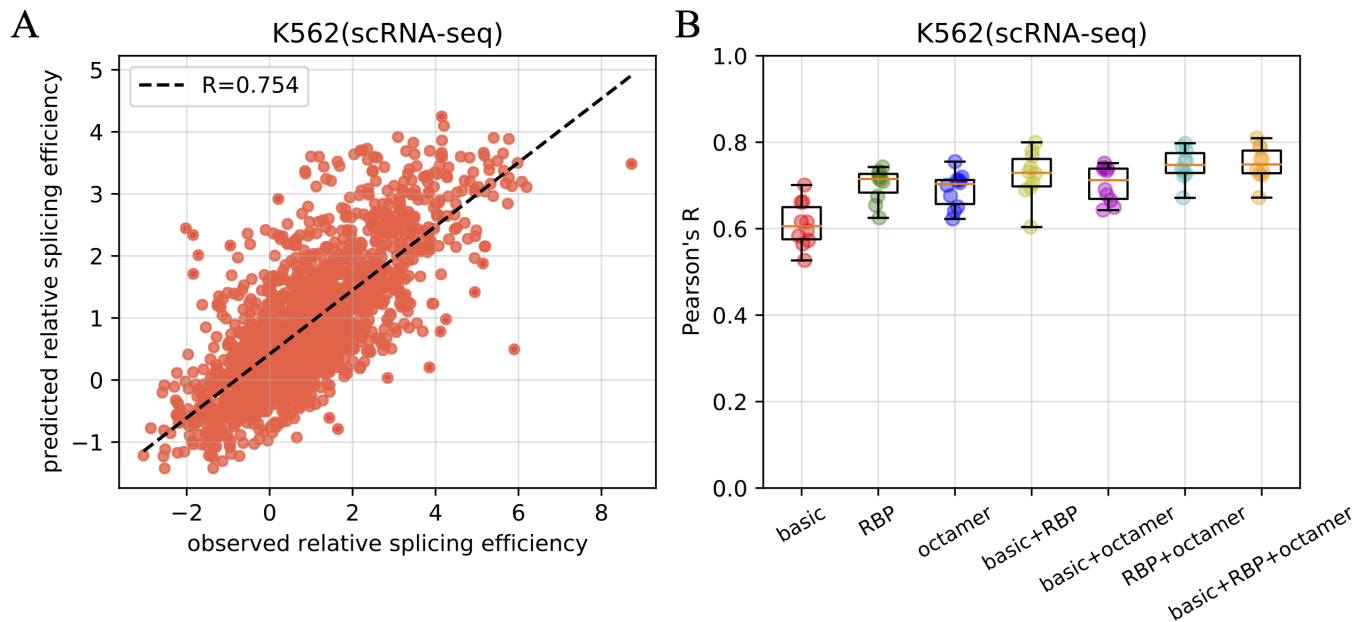 A
K562(scRNA-seq)
predicted relative splicing efficiency
5
4
3
2
1
0
−1
R=0.754
−2
0
2
4
6
8
observed relative splicing efficiency
B
K562(scRNA-seq)
Pearson's R
1.0
0.8
0.6
0.4
0.2
0.0
basic
RBP
octamer
basic+RBP
basic+octamer
RBP+octamer
basic+RBP+octamer